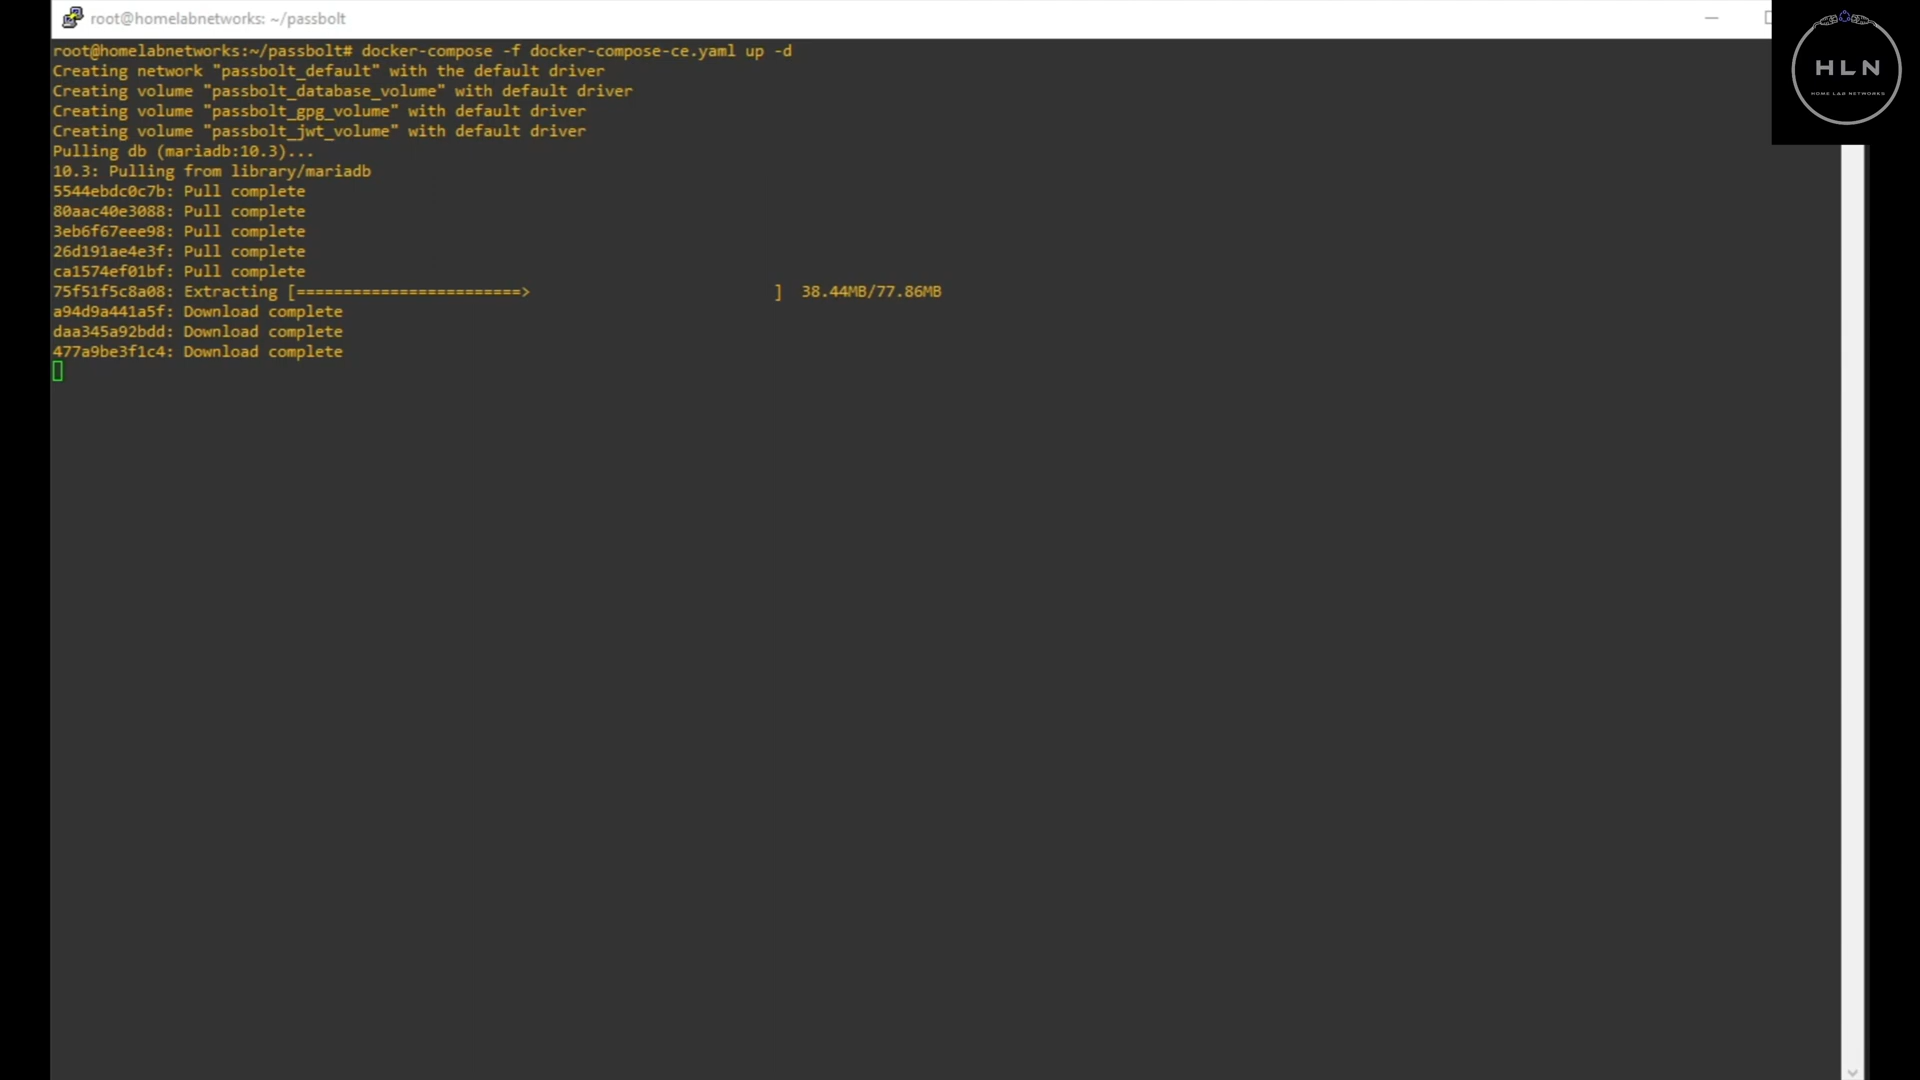 root@homelabnetworks: ~/passbolt
HLN
HOME LAB NETWORKS
root@homelabnetworks:~/passbolt# docker-compose -f docker-compose-ce.yaml up -d
Creating network "passbolt_default" with the default driver
Creating volume "passbolt_database_volume" with default driver
Creating volume "passbolt_gpg_volume" with default driver
Creating volume "passbolt_jwt_volume" with default driver
Pulling db (mariadb:10.3)...
10.3: Pulling from library/mariadb
5544ebdc0c7b: Pull complete
80aac40e3088: Pull complete
3eb6f67eee98: Pull complete
26d191ae4e3f: Pull complete
ca1574ef01bf: Pull complete
75f51f5c8a08: Extracting [========================>                          ]  38.44MB/77.86MB
a94d9a441a5f: Download complete
daa345a92bdd: Download complete
477a9be3f1c4: Download complete